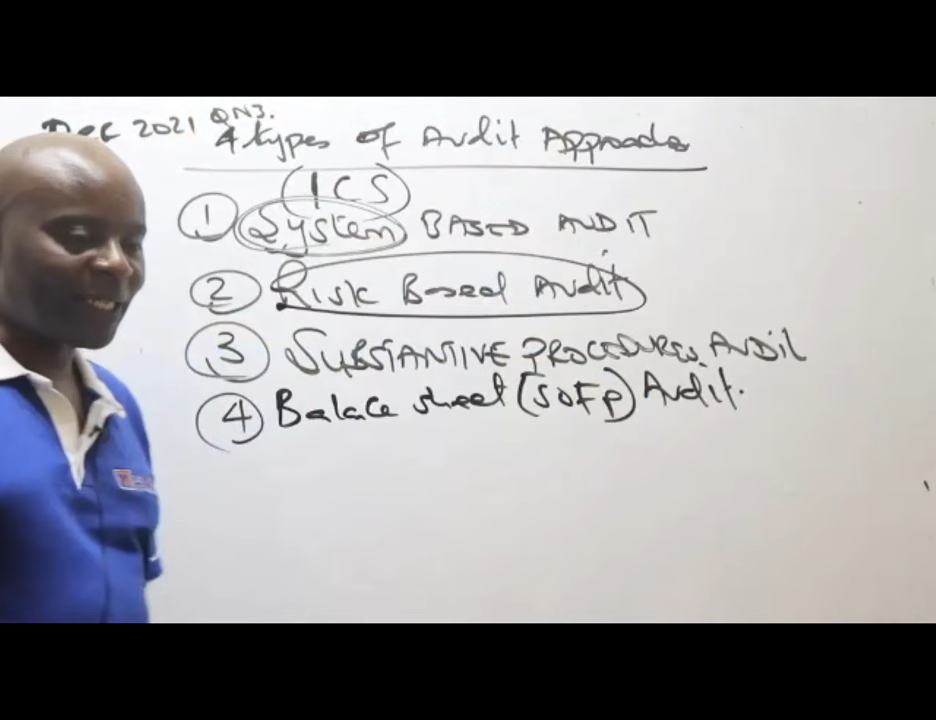 Dec 2021 QN3.
4 types of Audit Approache
(ICS)
1 System BASED AUDIT
2 Risk Based Audit
3 SUBSTANTIVE PROCEDURES AUDIT
4 Balace sheet (SOFP) Audit.